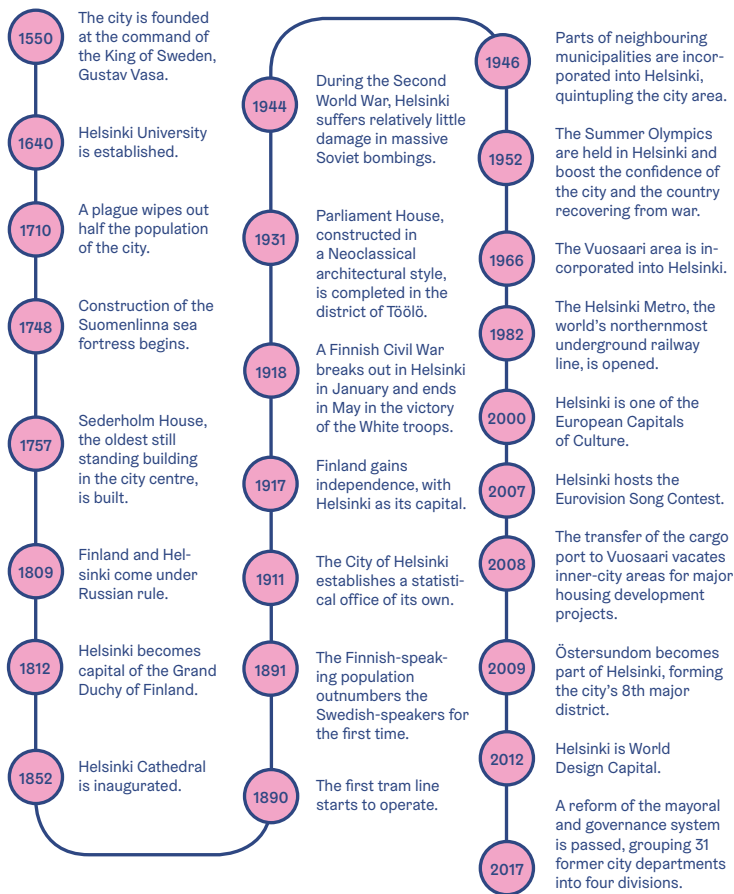 1550
The city is founded
at the command of
the King of Sweden,
Gustav Vasa.
1640
Helsinki University
is established.
1710
A plague wipes out
half the population
of the city.
1748
Construction of the
Suomenlinna sea
fortress begins.
1757
Sederholm House,
the oldest still
standing building
in the city centre,
is built.
1809
Finland and Hel-
sinki come under
Russian rule.
1812
Helsinki becomes
capital of the Grand
Duchy of Finland.
1852
Helsinki Cathedral
is inaugurated.
1890
The first tram line
starts to operate.
1891
The Finnish-speak-
ing population
outnumbers the
Swedish-speakers for
the first time.
1911
The City of Helsinki
establishes a statisti-
cal office of its own.
1917
Finland gains
independence, with
Helsinki as its capital.
1918
A Finnish Civil War
breaks out in Helsinki
in January and ends
in May in the victory
of the White troops.
1931
Parliament House,
constructed in
a Neoclassical
architectural style,
is completed in the
district of Töölö.
1944
During the Second
World War, Helsinki
suffers relatively little
damage in massive
Soviet bombings.
1946
Parts of neighbouring
municipalities are incor-
porated into Helsinki,
quintupling the city area.
1952
The Summer Olympics
are held in Helsinki and
boost the confidence of
the city and the country
recovering from war.
1966
The Vuosaari area is in-
corporated into Helsinki.
1982
The Helsinki Metro, the
world's northernmost
underground railway
line, is opened.
2000
Helsinki is one of the
European Capitals
of Culture.
2007
Helsinki hosts the
Eurovision Song Contest.
2008
The transfer of the cargo
port to Vuosaari vacates
inner-city areas for major
housing development
projects.
2009
Östersundom becomes
part of Helsinki, forming
the city's 8th major
district.
2012
Helsinki is World
Design Capital.
2017
A reform of the mayoral
and governance system
is passed, grouping 31
former city departments
into four divisions.